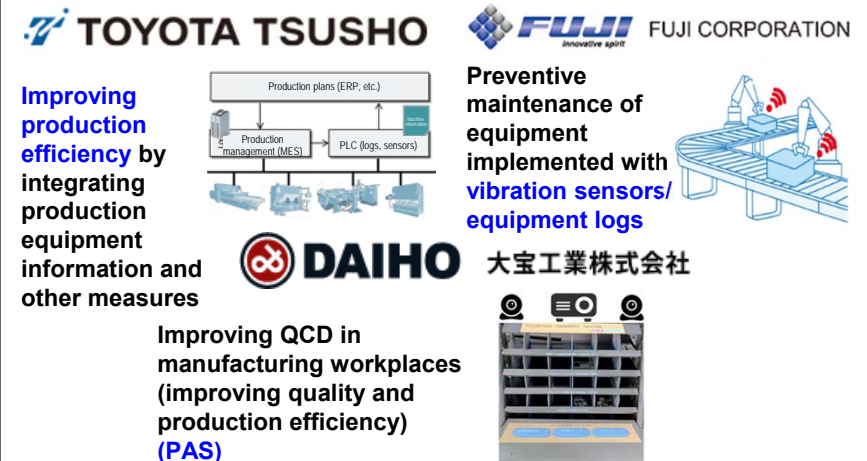 TOYOTA TSUSHO
FUJI
innovative spirit
FUJI CORPORATION
Improving
production
efficiency by
integrating
production
equipment
information and
other measures
Production plans (ERP, etc.)
Machine
information
Production
management (MES)
PLC (logs, sensors)
Preventive
maintenance of
equipment
implemented with
vibration sensors/
equipment logs
DAIHO
大宝工業株式会社
Improving QCD in
manufacturing workplaces
(improving quality and
production efficiency)
(PAS)